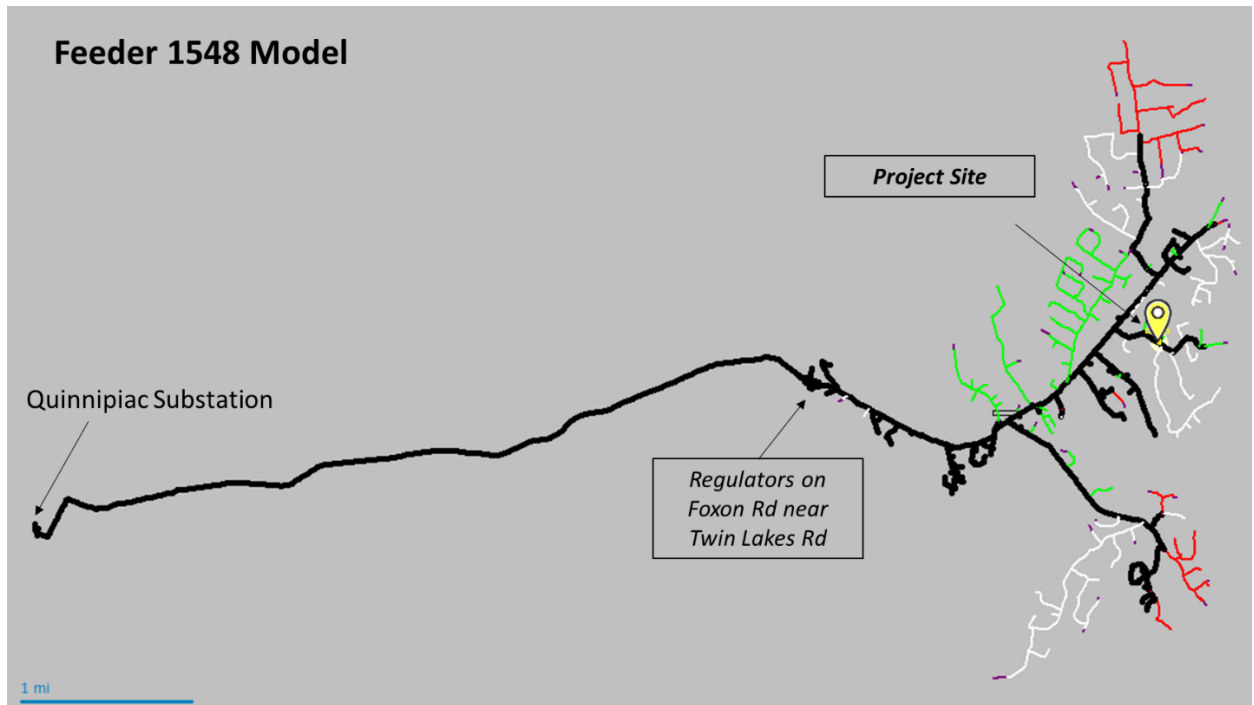 Feeder 1548 Model
Project Site
Quinnipiac Substation
Regulators on
Foxon Rd near
Twin Lakes Rd
1 mi